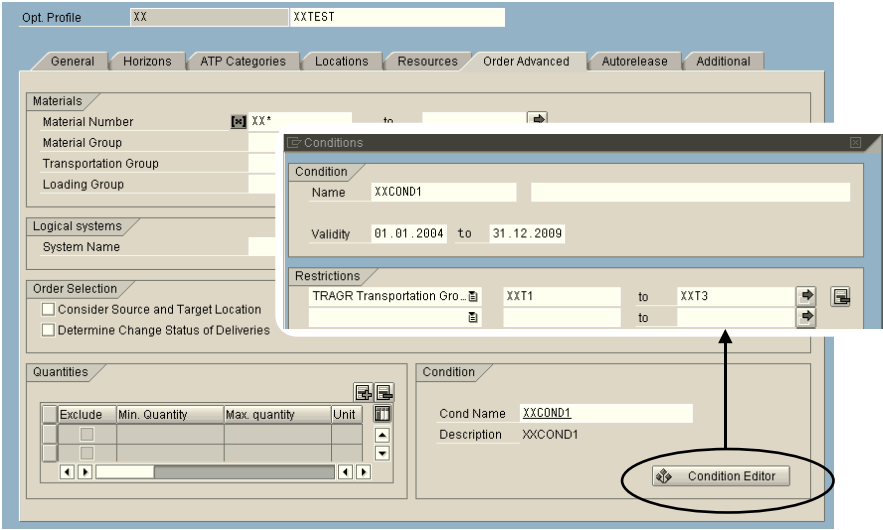 Opt. Profile XX XXTEST
General Horizons ATP Categories Locations Resources Order Advanced Autorelease Additional
Materials
Material Number XX* to
Material Group
Transportation Group
Loading Group
Logical systems
System Name
Order Selection
Consider Source and Target Location
Determine Change Status of Deliveries
Conditions
Condition
Name XXCOND1
Validity 01.01.2004 to 31.12.2009
Restrictions
TRAGR Transportation Gro... XXT1 to XXT3
to
Quantities
Exclude Min. Quantity Max. quantity Unit
Condition
Cond Name XXCOND1
Description XXCOND1
Condition Editor